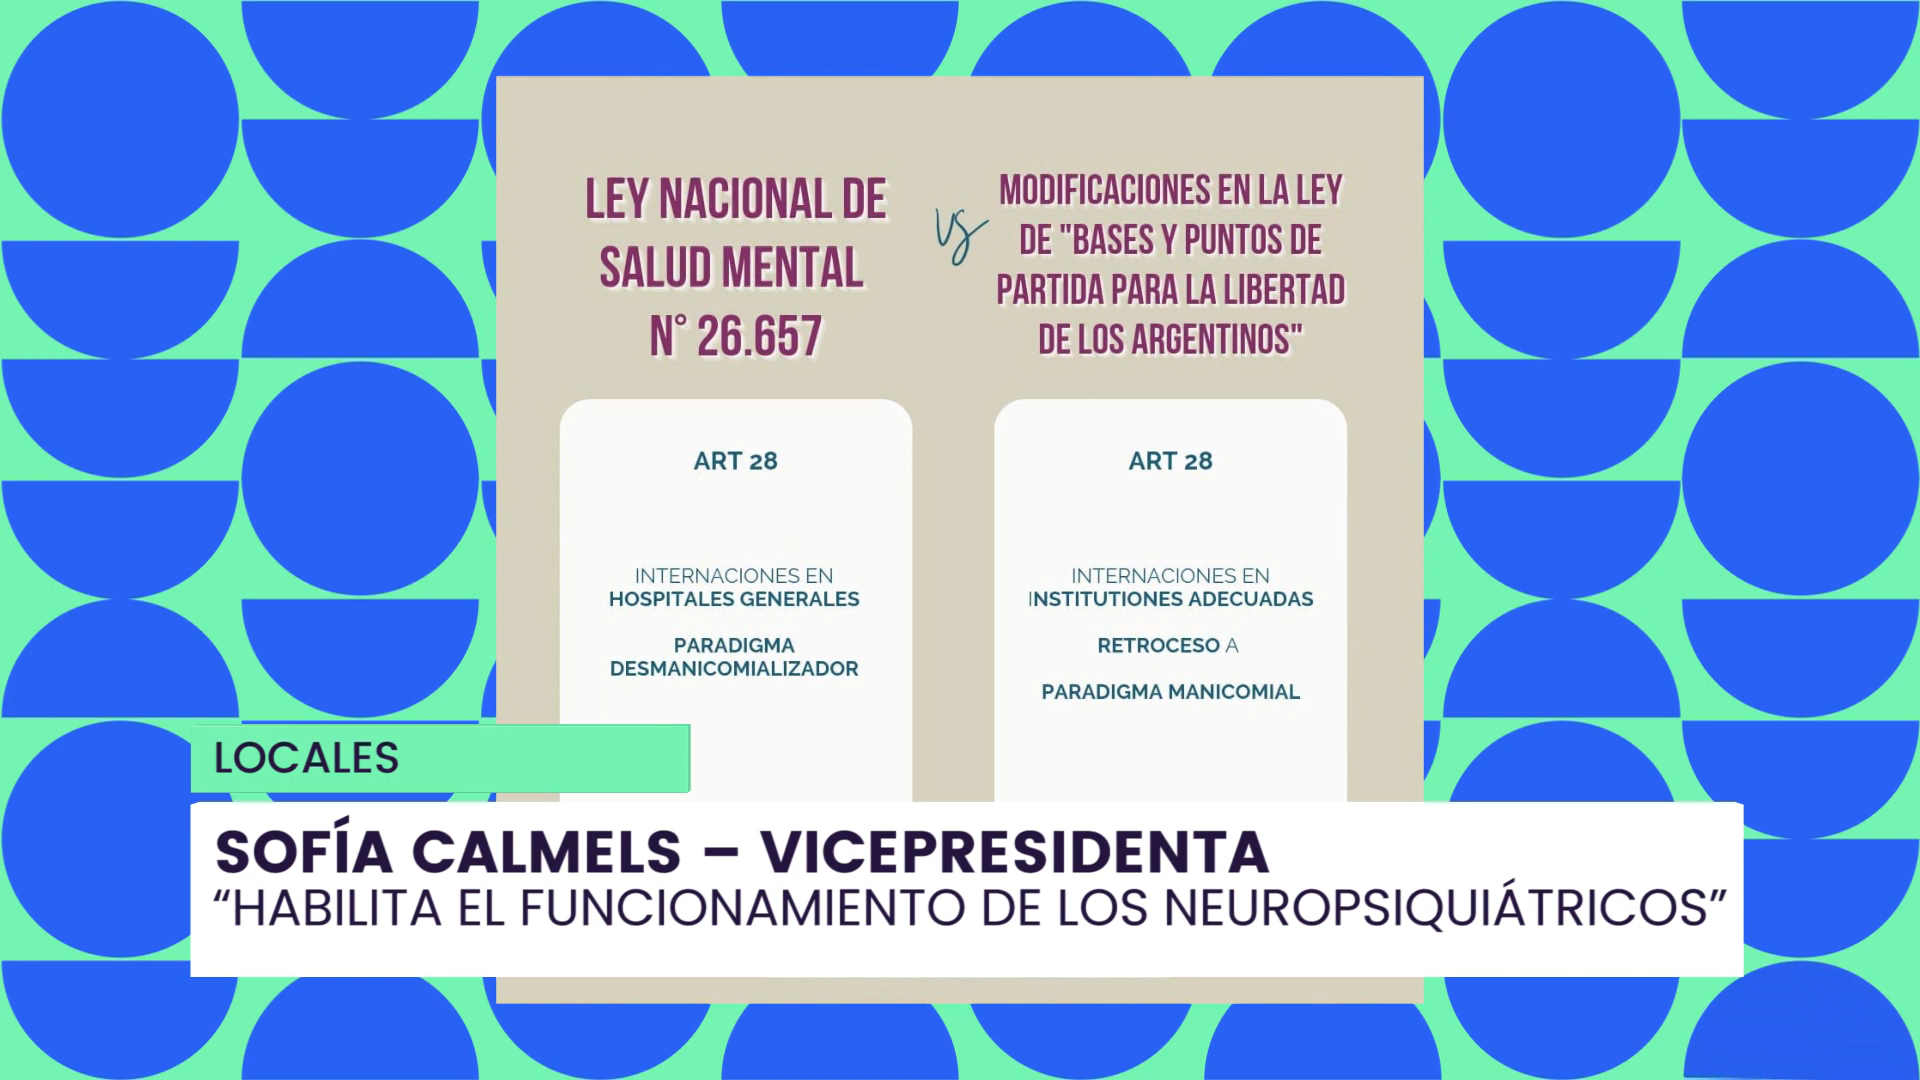 LEY NACIONAL DE
SALUD MENTAL
N° 26.657
vs
MODIFICACIONES EN LA LEY
DE "BASES Y PUNTOS DE
PARTIDA PARA LA LIBERTAD
DE LOS ARGENTINOS"
ART 28
INTERNACIONES EN
HOSPITALES GENERALES
PARADIGMA
DESMANICOMIALIZADOR
ART 28
INTERNACIONES EN
INSTITUTIONES ADECUADAS
RETROCESO A
PARADIGMA MANICOMIAL
LOCALES
SOFÍA CALMELS – VICEPRESIDENTA
“HABILITA EL FUNCIONAMIENTO DE LOS NEUROPSIQUIÁTRICOS”